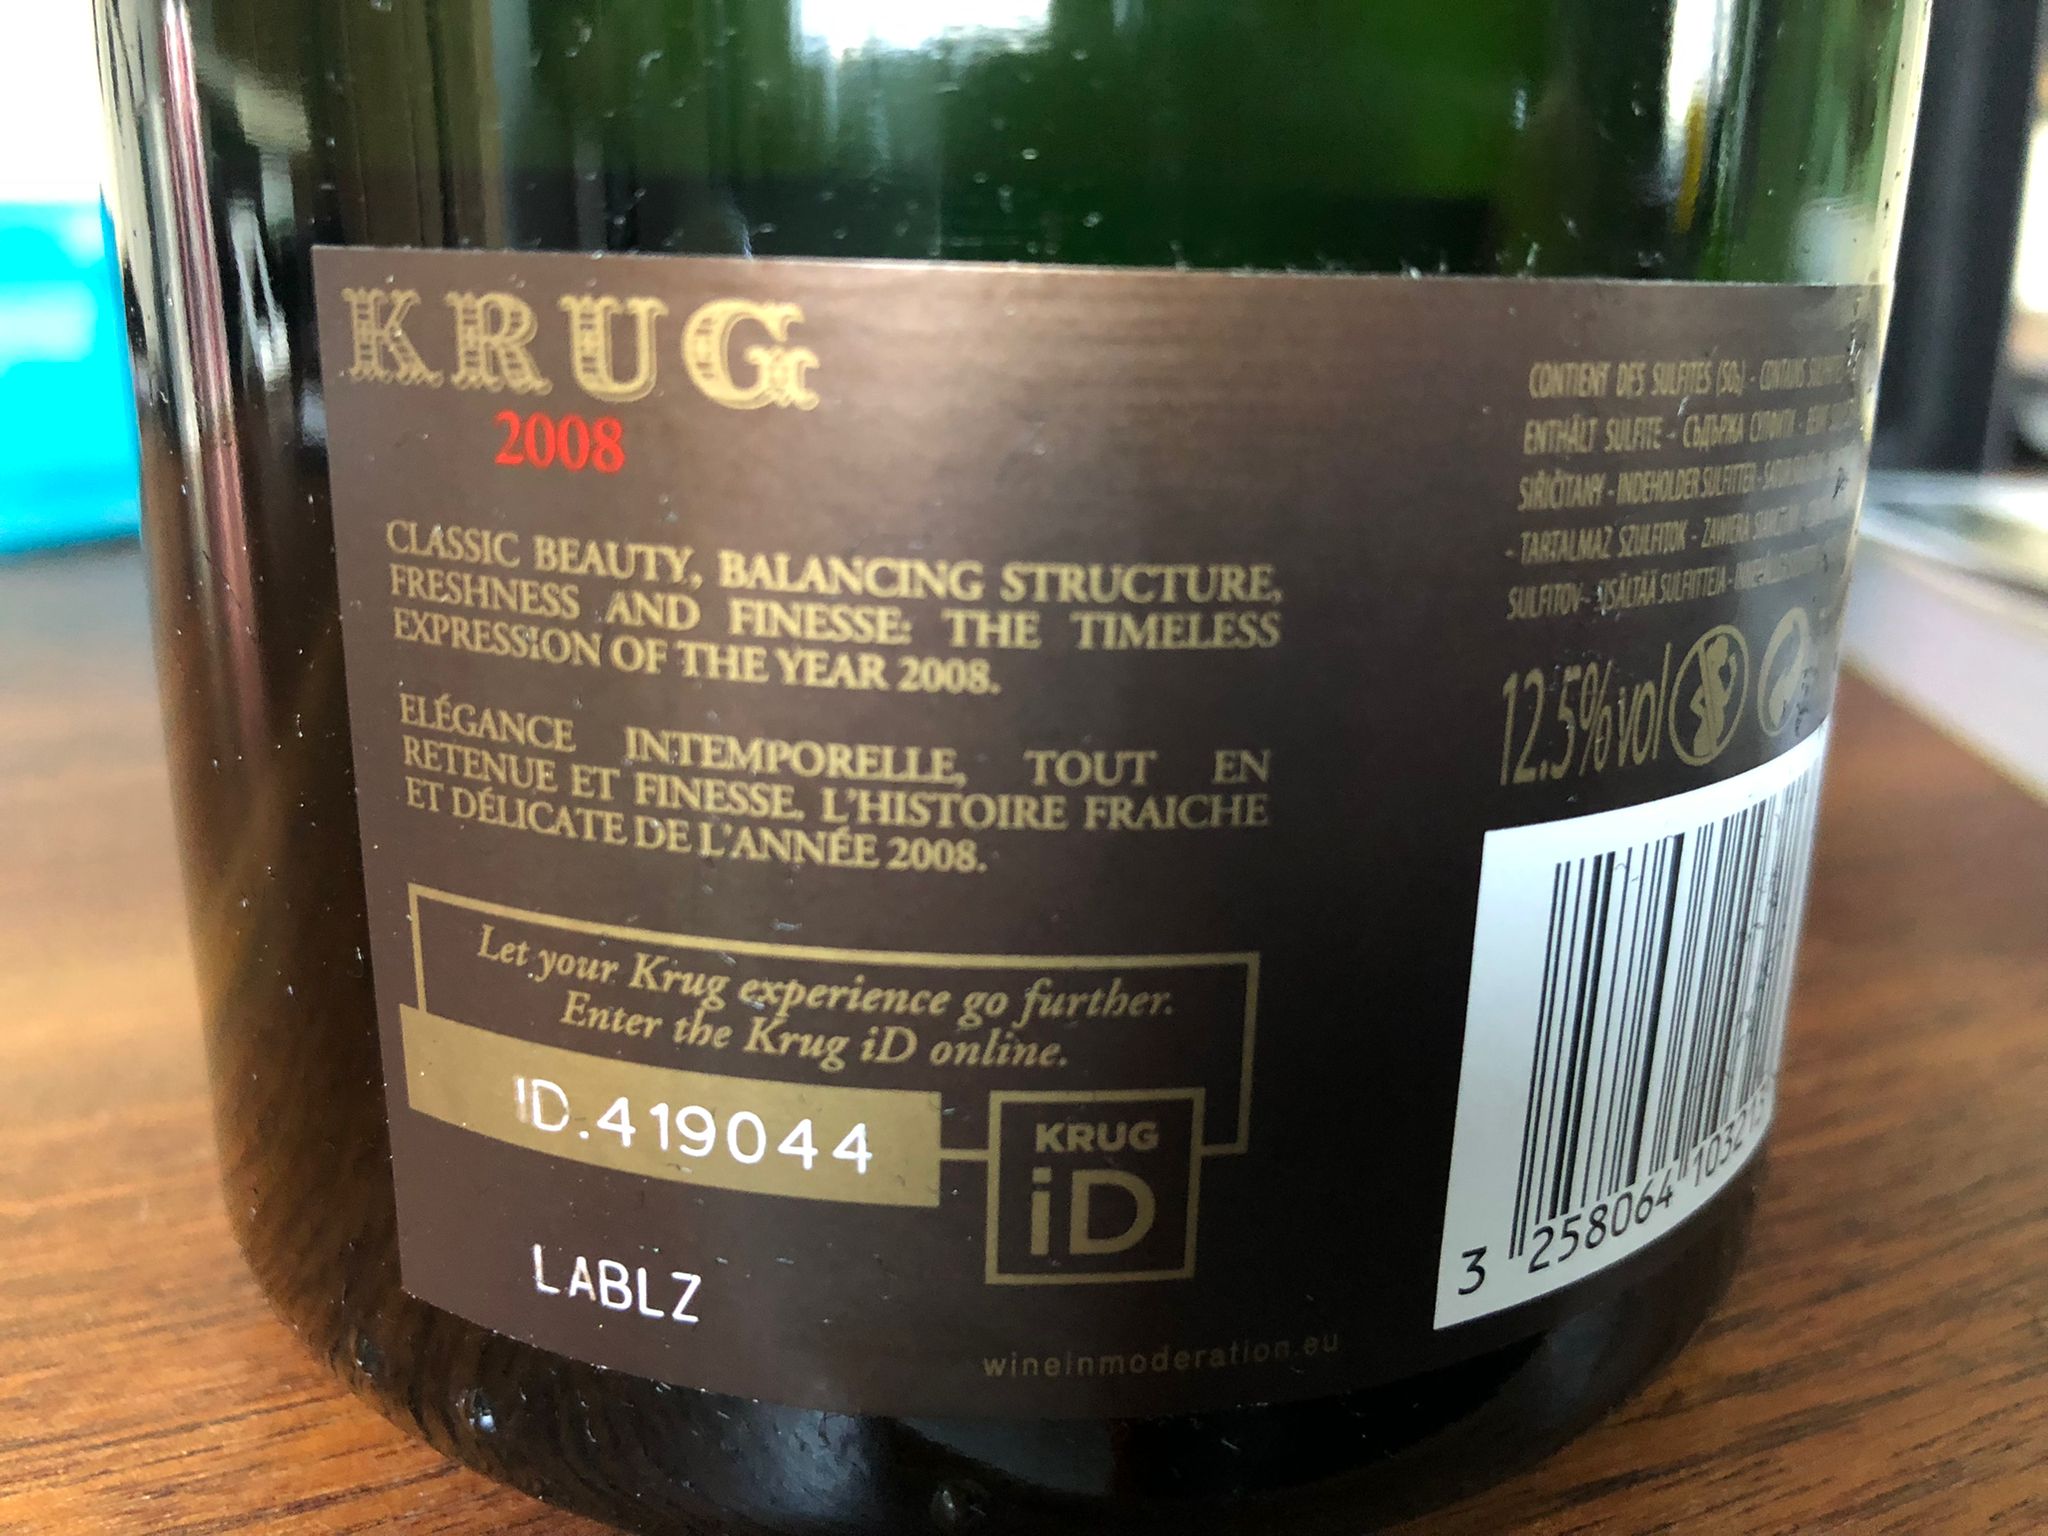 KRUG
2008
CLASSIC BEAUTY, BALANCING STRUCTURE,
FRESHNESS AND FINESSE: THE TIMELESS
EXPRESSION OF THE YEAR 2008.
ELÉGANCE INTEMPORELLE, TOUT EN
RETENUE ET FINESSE. L'HISTOIRE FRAICHE
ET DÉLICATE DE L'ANNÉE 2008.
Let your Krug experience go further.
Enter the Krug iD online.
ID.419044
KRUG
iD
LABLZ
wineinmoderation.eu
CONTIENT DES SULFITES (SO₂) - CONTAINS
ENTHÄLT SULFITE - СЪДЪРЖА СУЛФИТИ -
SIŘIČITANY - INDEHOLDER SULFITTER -
- TARTALMAZ SZULFITOK - ZAWIERA
SULFITOV - SISÄLTÄÄ SULFIITTEJA -
12.5%vol
3 258064